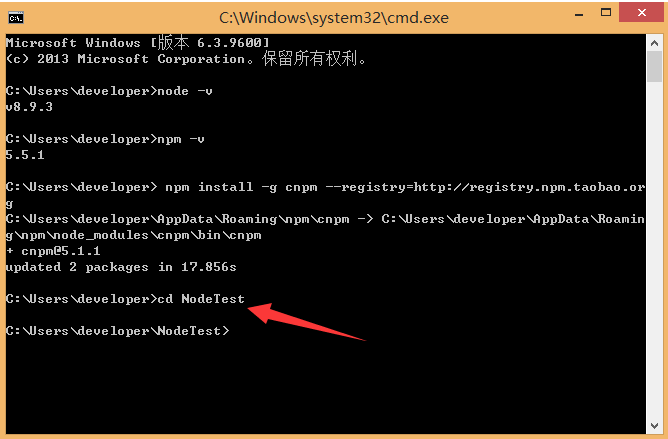 C:\Windows\system32\cmd.exe
Microsoft Windows [版本 6.3.9600]
(c) 2013 Microsoft Corporation。保留所有权利。
C:\Users\developer>node -v
v8.9.3
C:\Users\developer>npm -v
5.5.1
C:\Users\developer> npm install -g cnpm --registry=http://registry.npm.taobao.or
g
C:\Users\developer\AppData\Roaming\npm\cnpm -> C:\Users\developer\AppData\Roamin
g\npm\node_modules\cnpm\bin\cnpm
+ cnpm@5.1.1
updated 2 packages in 17.856s
C:\Users\developer>cd NodeTest
C:\Users\developer\NodeTest>